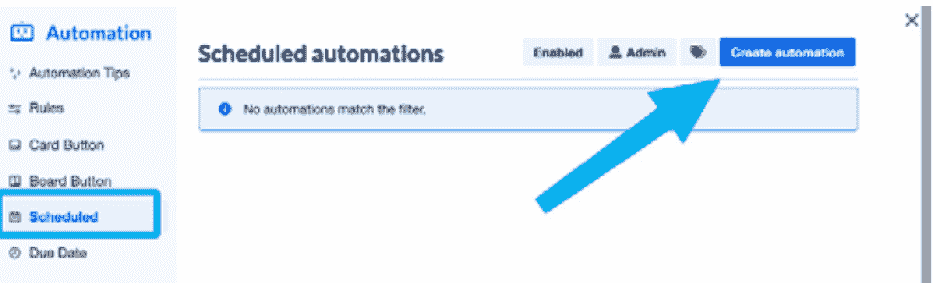 Automation
Automation Tips
Rules
Card Button
Board Button
Scheduled
Due Date
Scheduled automations
Enabled Admin Create automation
No automations match the filter.